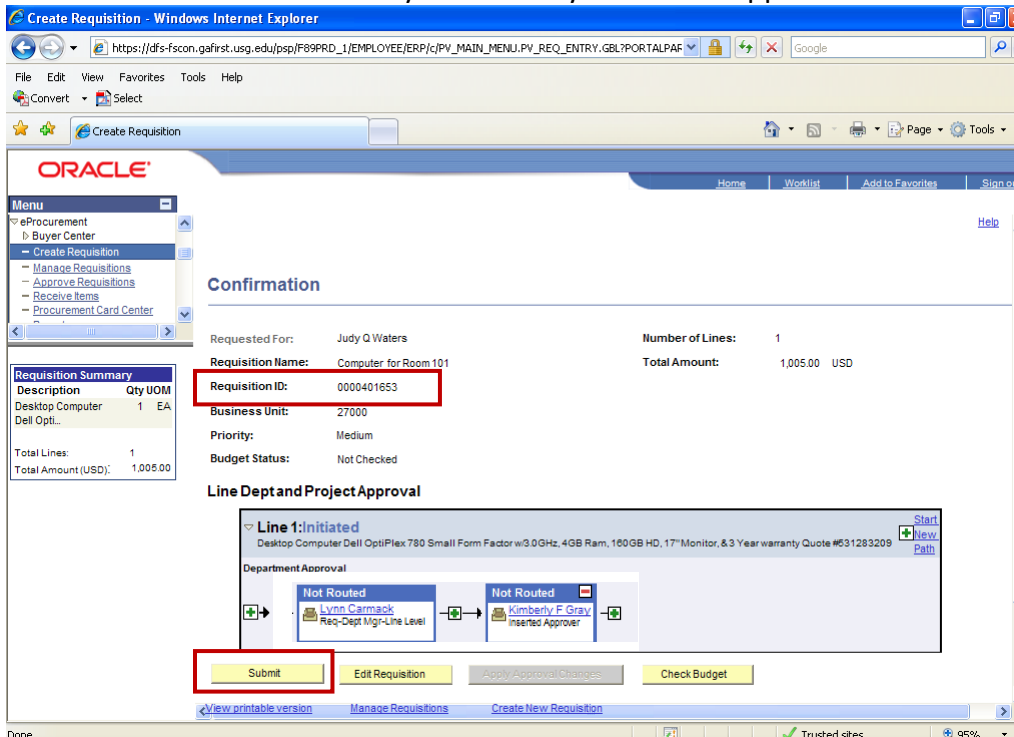 Create Requisition - Windows Internet Explorer
https://dfs-fscon.gafirst.usg.edu/psp/F89PRD_1/EMPLOYEE/ERP/c/PV_MAIN_MENU.PV_REQ_ENTRY.GBL?PORTALPAR
Google
File Edit View Favorites Tools Help
Convert Select
Create Requisition
Page Tools
ORACLE
Home Worklist Add to Favorites Sign o
Menu
Help
eProcurement
Buyer Center
Create Requisition
Manage Requisitions
Approve Requisitions
Receive Items
Procurement Card Center
Confirmation
Requested For: Judy Q Waters Number of Lines: 1
Requisition Name: Computer for Room 101 Total Amount: 1,005.00 USD
Requisition ID: 0000401653
Business Unit: 27000
Priority: Medium
Budget Status: Not Checked
Requisition Summary
Description Qty UOM
Desktop Computer 1 EA
Dell Opti...
Total Lines: 1
Total Amount (USD): 1,005.00
Line Dept and Project Approval
Line 1:Initiated
Desktop Computer Dell OptiPlex 780 Small Form Factor w/3.0GHz, 4GB Ram, 160GB HD, 17" Monitor, & 3 Year warranty Quote #531283209
Start
New
Path
Department Approval
Not Routed
Lynn Carmack
Req-Dept Mgr-Line Level
Not Routed
Kimberly F Gray
Inserted Approver
Submit Edit Requisition Apply Approval Changes Check Budget
View printable version Manage Requisitions Create New Requisition
Done Trusted sites 95%